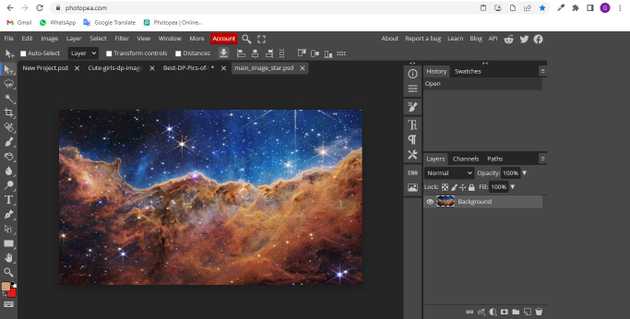 photopea.com
Gmail WhatsApp Google Translate Photopea | Online...
File Edit Image Layer Select Filter View Window More Account About Report a bug Learn Blog API
Auto-Select Layer Transform controls Distances
New Project.psd Cute-girls-dp-imag Best-DP-Pics-of- * main_image_star.psd
History Swatches
Open
Layers Channels Paths
Normal Opacity: 100%
Lock: Fill: 100%
Background